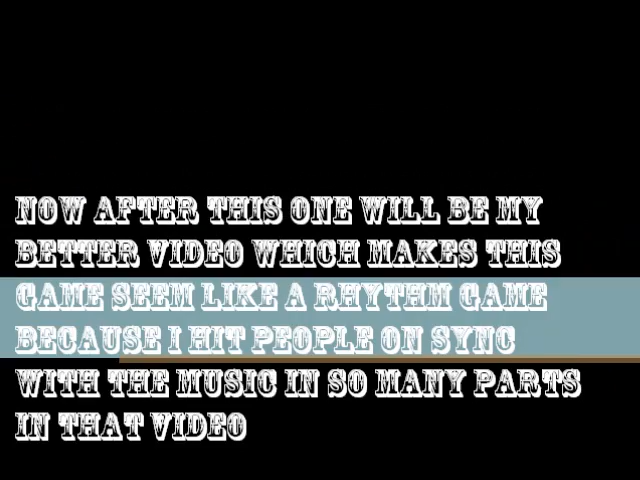 NOW AFTER THIS ONE WILL BE MY
BETTER VIDEO WHICH MAKES THIS
GAME SEEM LIKE A RHYTHM GAME
BECAUSE I HIT PEOPLE ON SYNC
WITH THE MUSIC IN SO MANY PARTS
IN THAT VIDEO